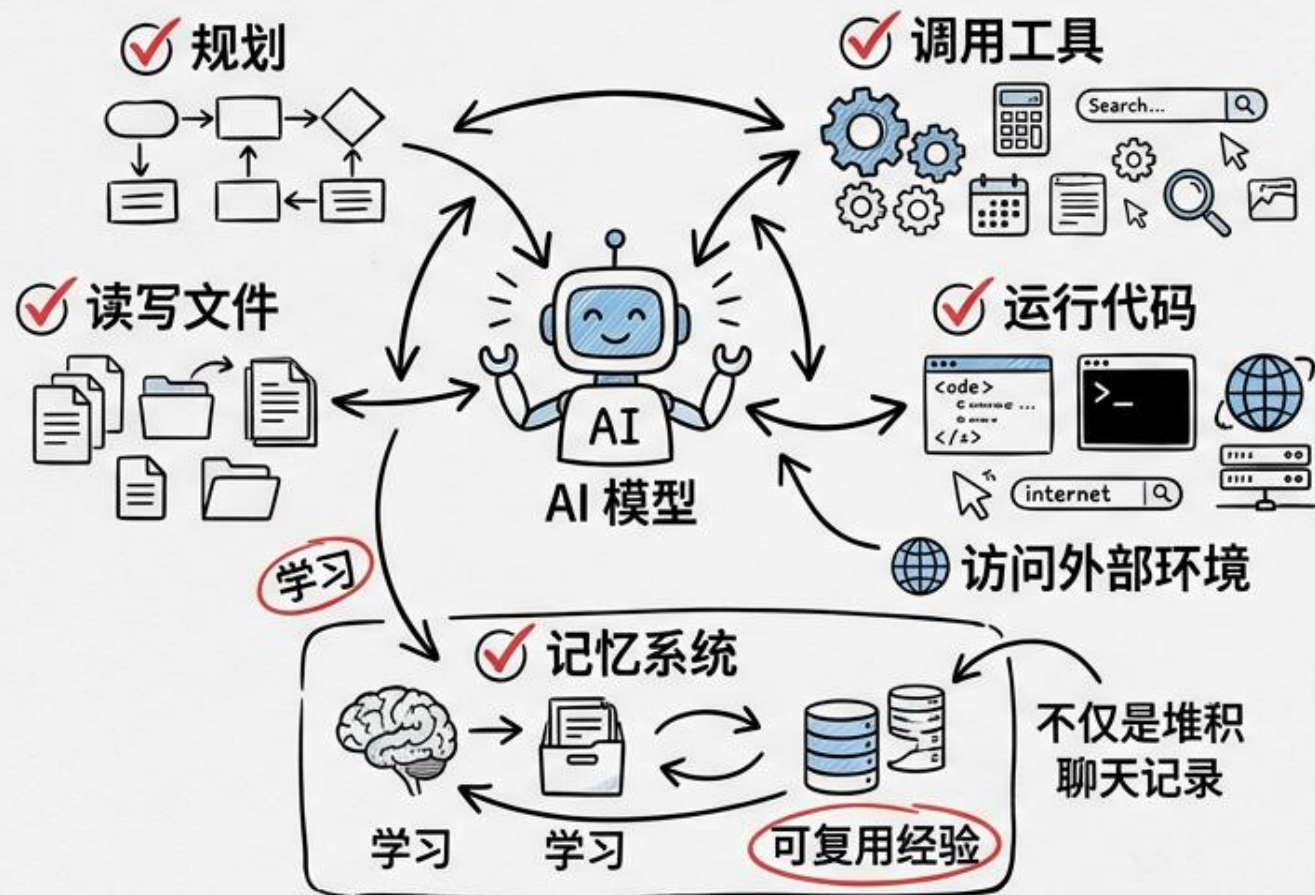 规划
调用工具
Search...
读写文件
运行代码
<code>
</±>
>_
internet
AI
AI 模型
访问外部环境
学习
记忆系统
不仅是堆积
聊天记录
学习
学习
可复用经验